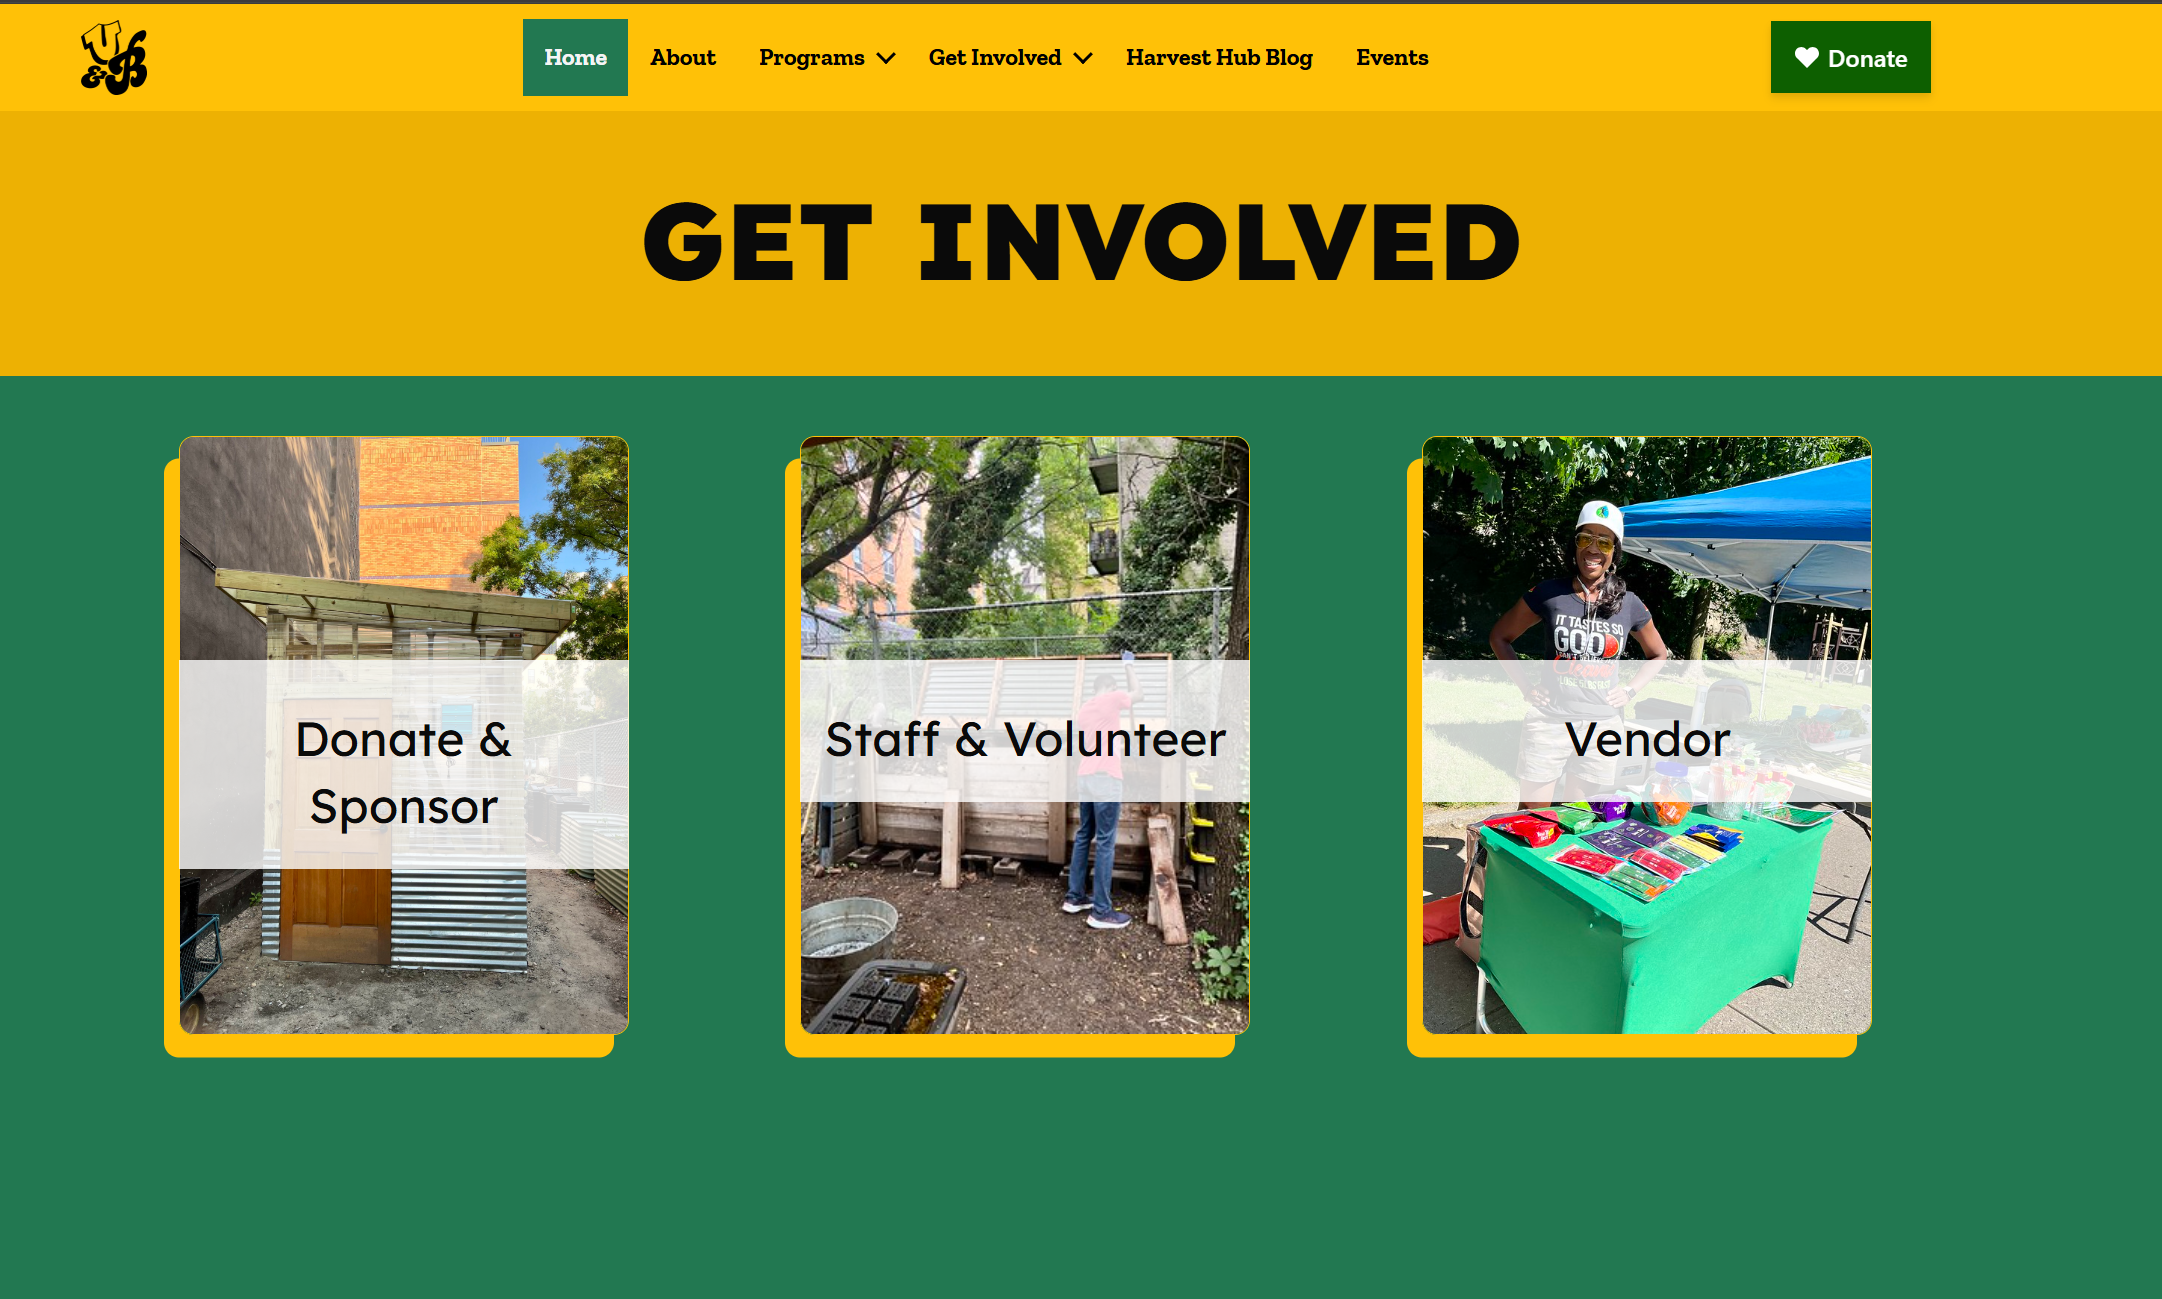 U
&B
Home About Programs Get Involved Harvest Hub Blog Events
Donate
GET INVOLVED
IT TASTES SO
GOOD!
Donate &
Sponsor
Staff & Volunteer
Vendor